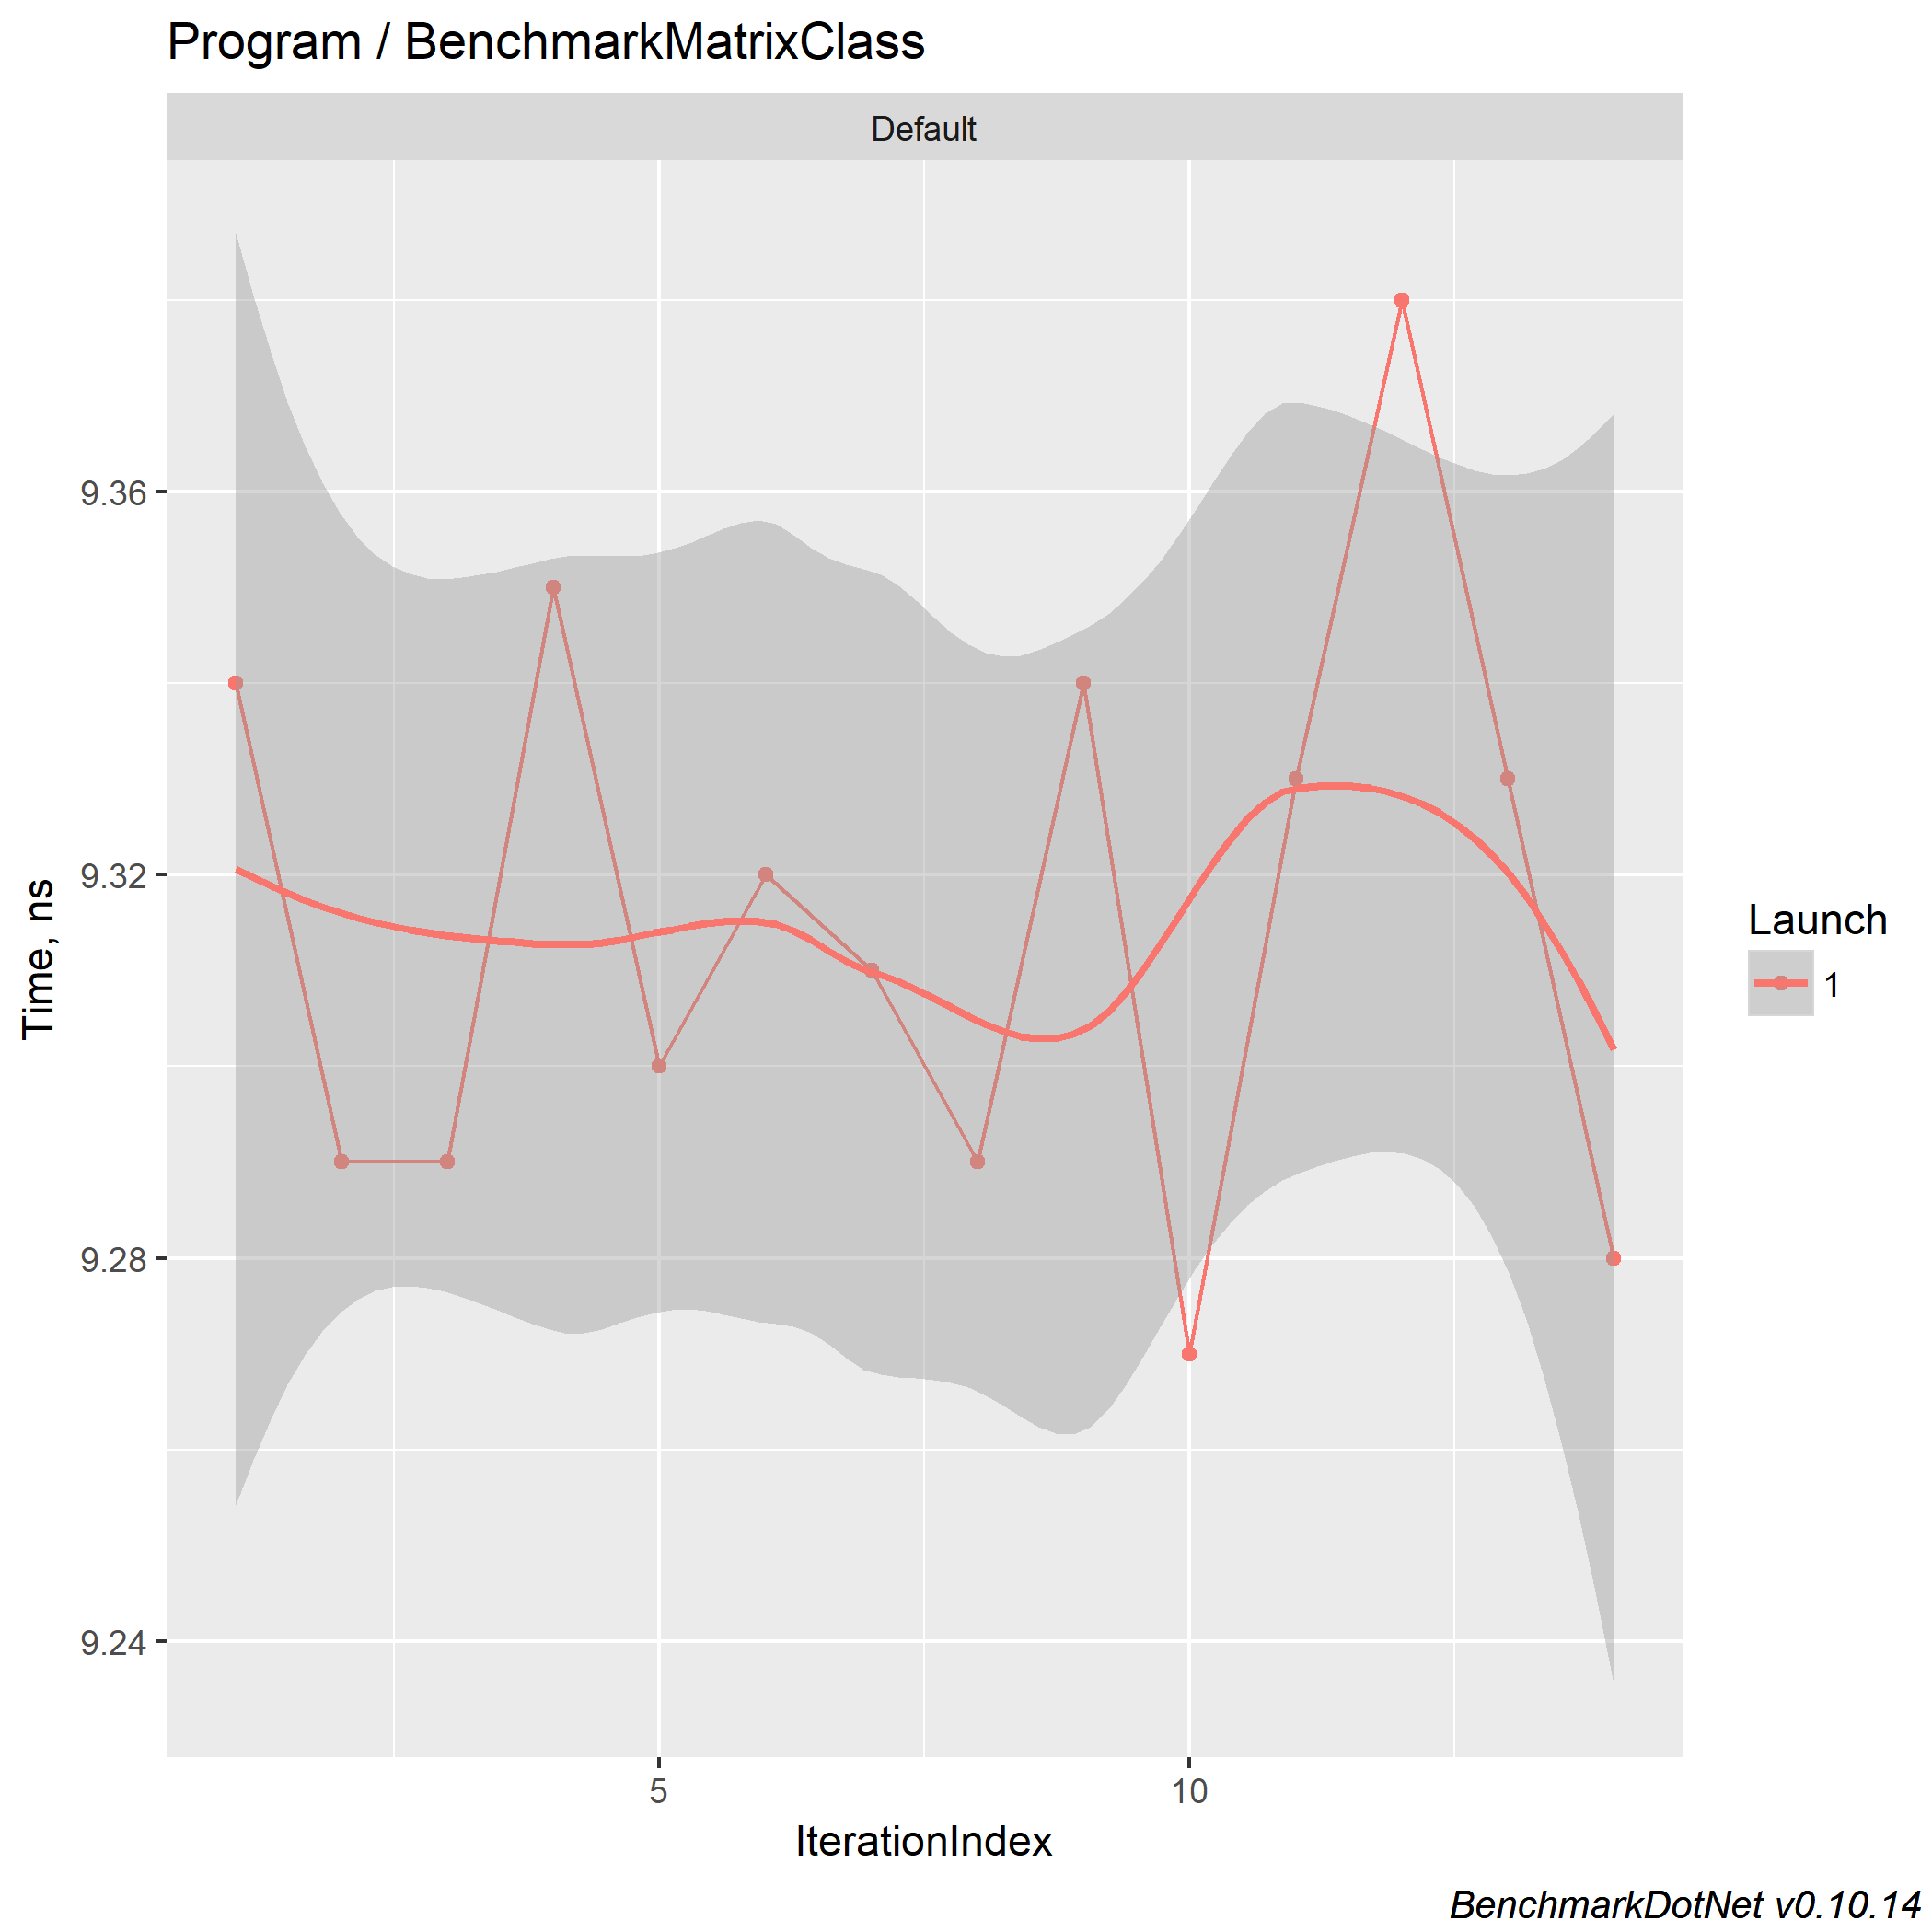 Program / BenchmarkMatrixClass
Default
9.36
9.32
9.28
9.24
Time, ns
5
10
IterationIndex
Launch
1
BenchmarkDotNet v0.10.14